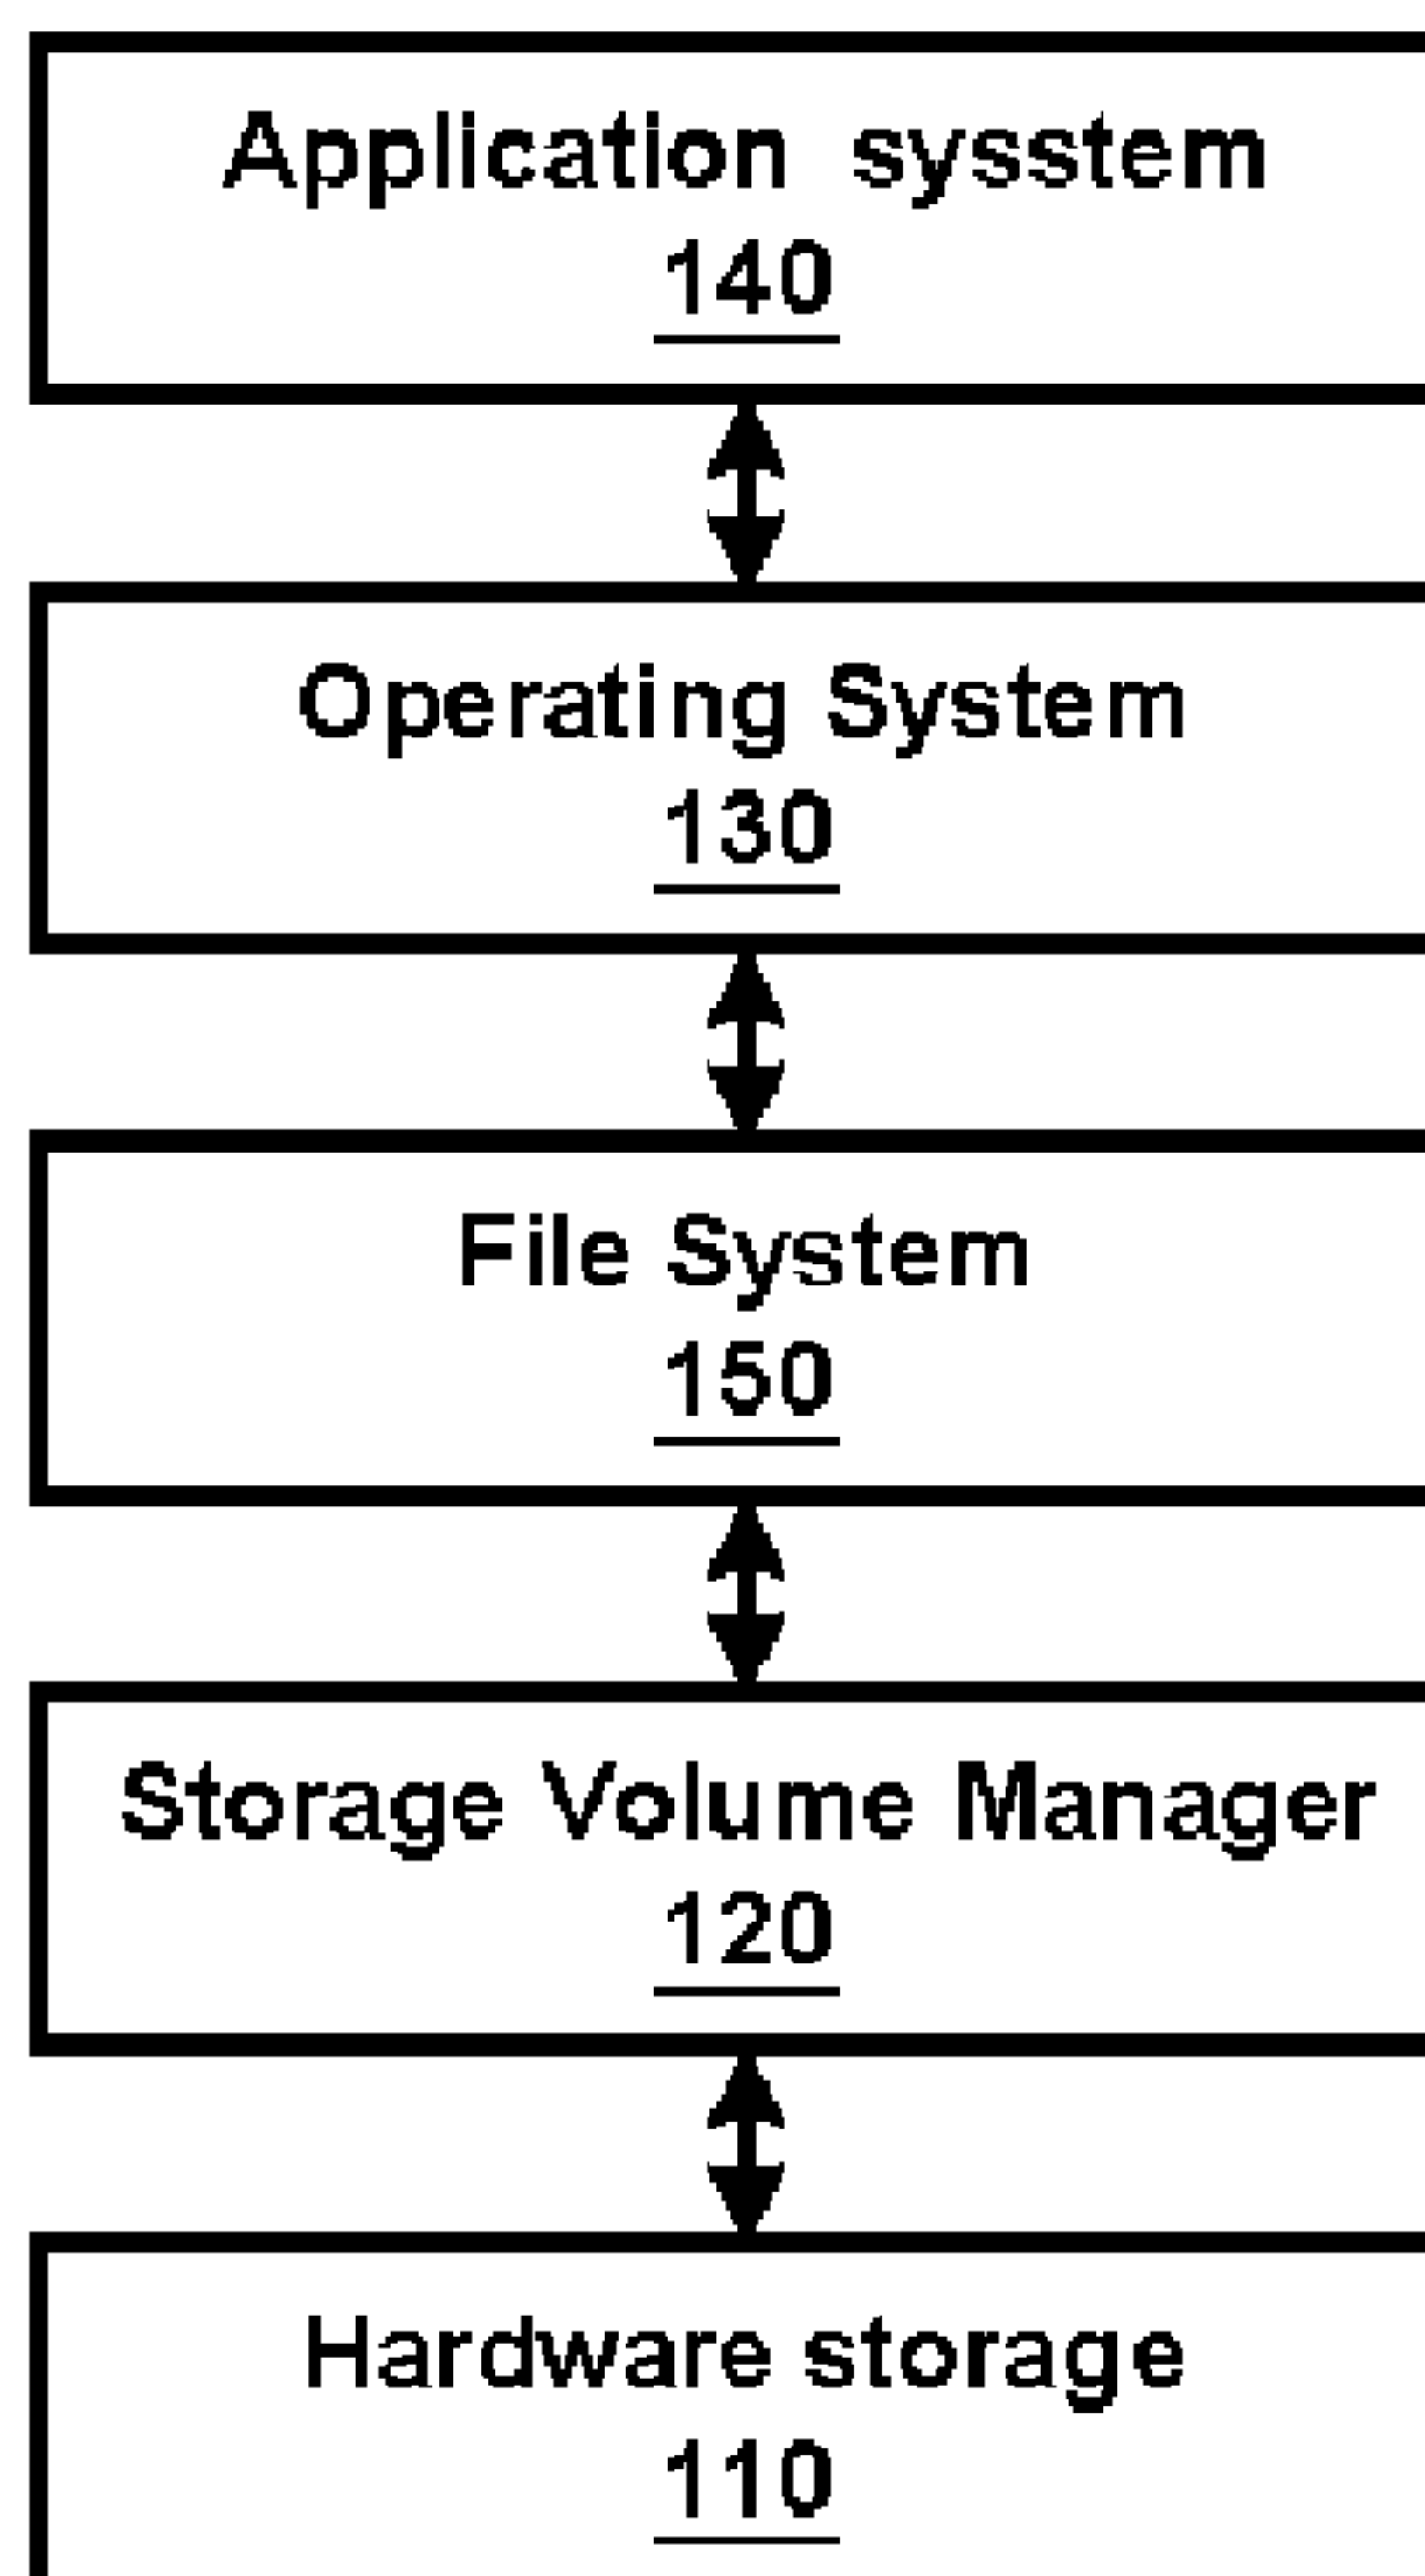 Application sysstem
140
Operating System
130
File System
150
Storage Volume Manager
120
Hardware storage
110